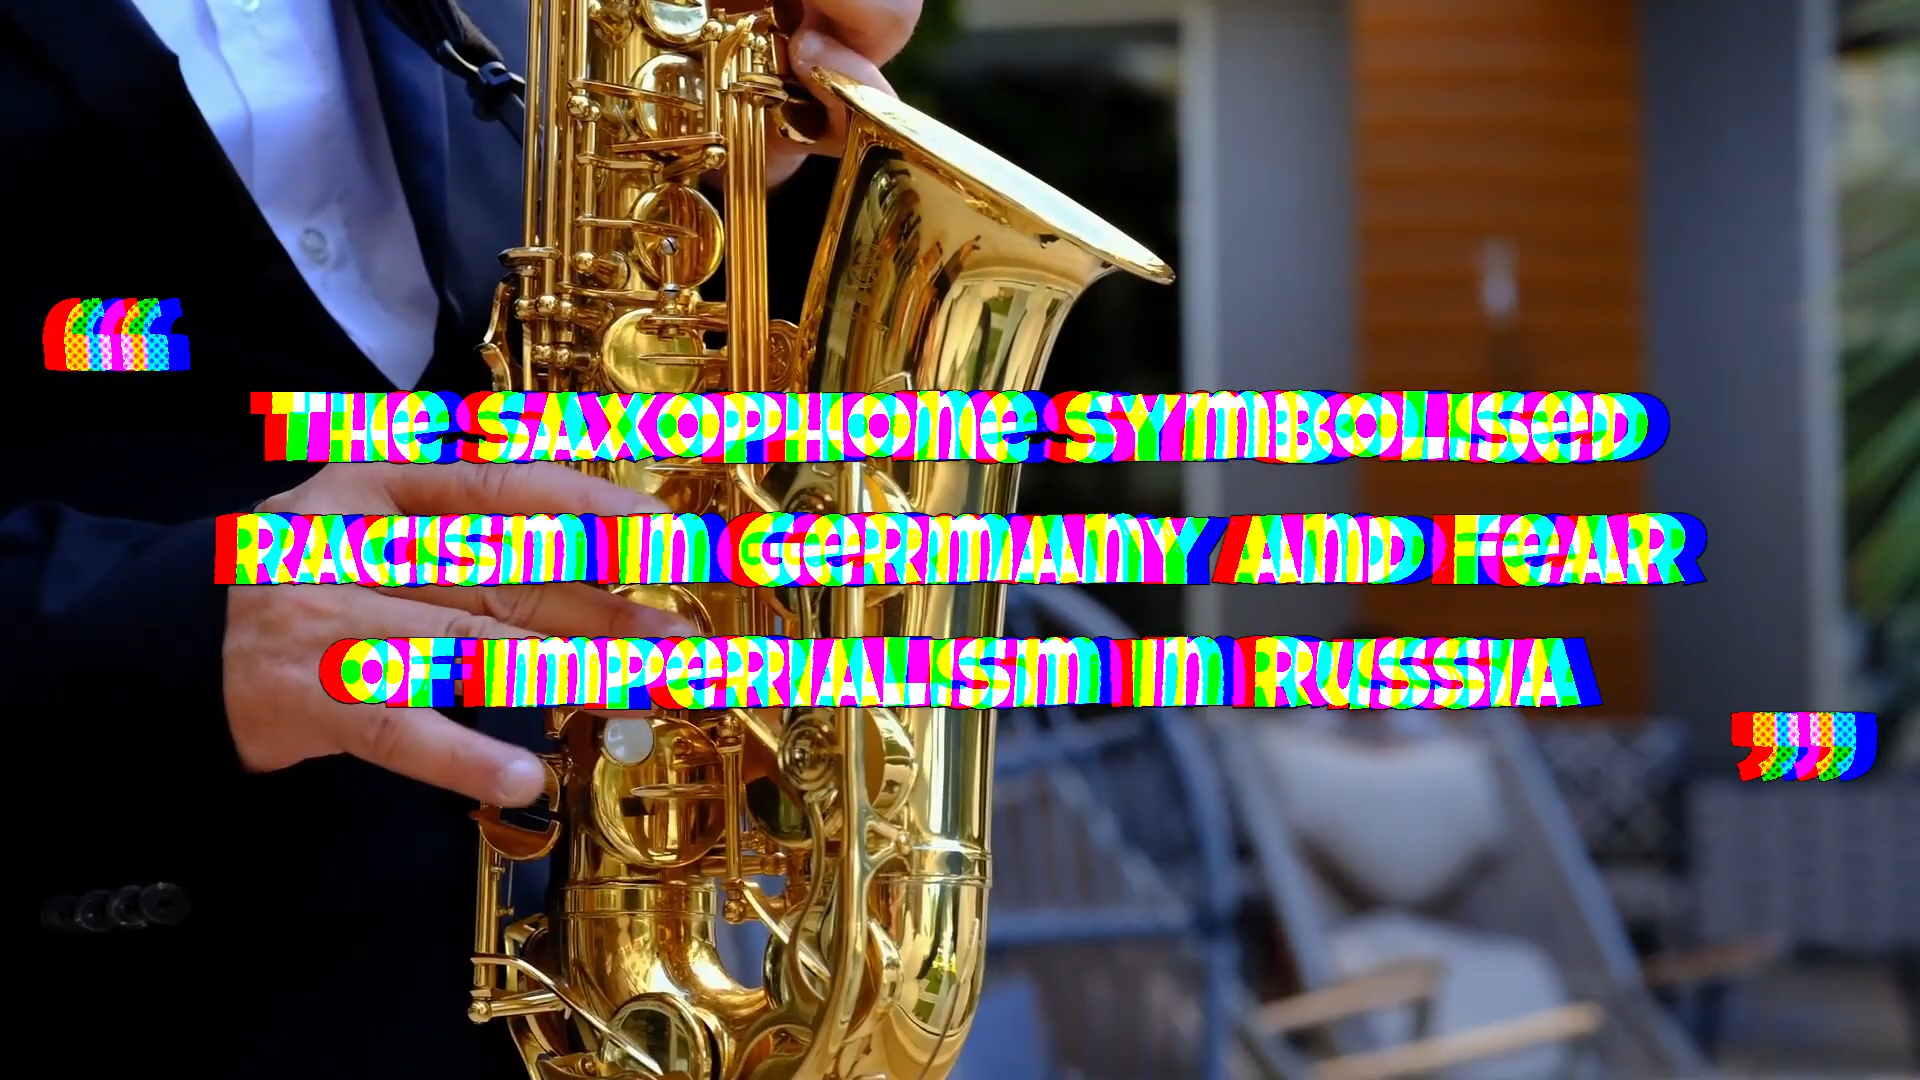 “
The saxophone symbolised
racism in Germany and fear
of imperialism in Russia
”